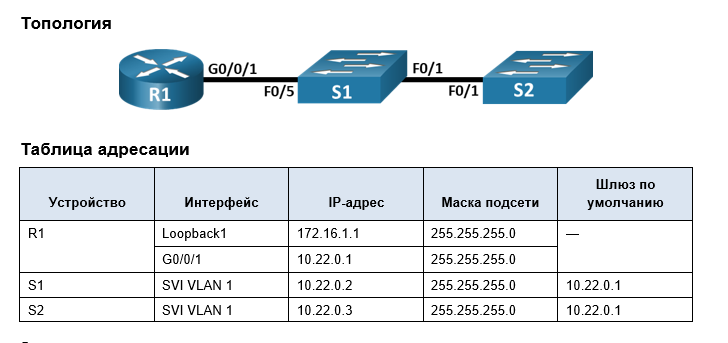 Топология
G0/0/1
F0/1
R1
F0/5
S1
F0/1
S2
Таблица адресации
Устройство Интерфейс IP-адрес Маска подсети Шлюз по умолчанию
R1 Loopback1 172.16.1.1 255.255.255.0 —
G0/0/1 10.22.0.1 255.255.255.0
S1 SVI VLAN 1 10.22.0.2 255.255.255.0 10.22.0.1
S2 SVI VLAN 1 10.22.0.3 255.255.255.0 10.22.0.1